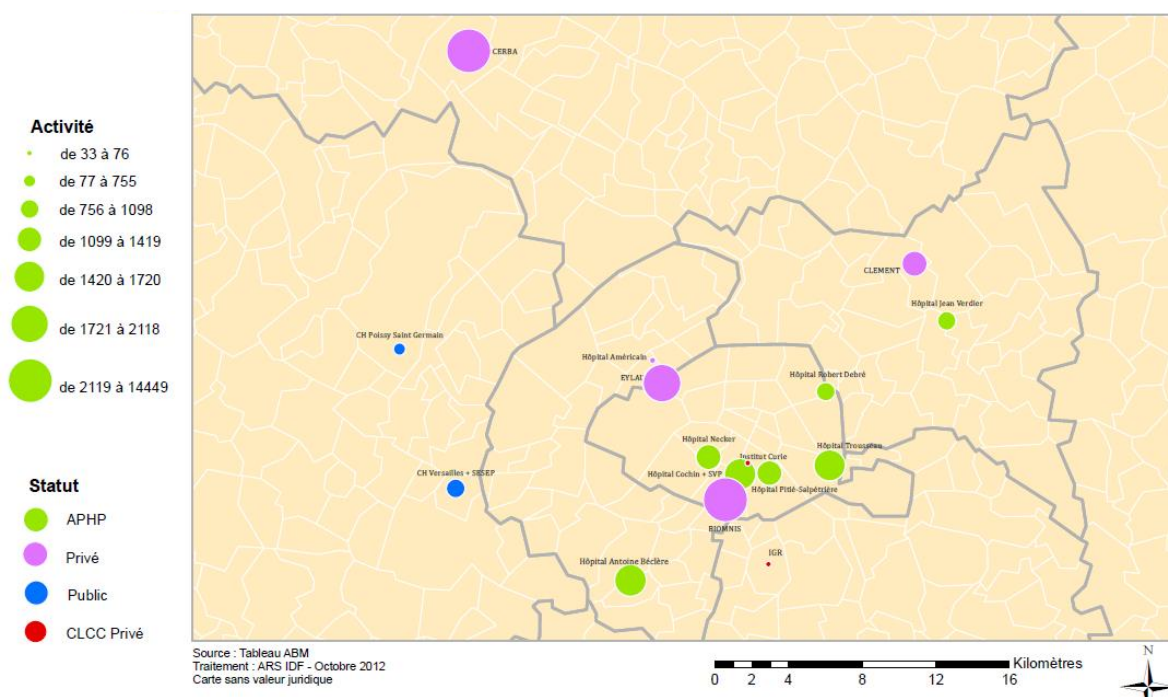 Activité
de 33 à 76
de 77 à 755
de 756 à 1098
de 1099 à 1419
de 1420 à 1720
de 1721 à 2118
de 2119 à 14449
Statut
APHP
Privé
Public
CLCC Privé
CERBA
CLEMENT
Hôpital Jean Verdier
CH Poissy Saint Germain
Hôpital Américain
EYLAU
Hôpital Robert Debré
Hôpital Necker
Hôpital Trousseau
Institut Curie
Hôpital Cochin + SVP
CH Versailles + SESEP
Hôpital Pitié-Salpétrière
BIOMNIS
IGR
Hôpital Antoine Béclère
Source : Tableau ABM
Traitement : ARS IDF - Octobre 2012
Carte sans valeur juridique
Kilomètres
0 2 4 8 12 16
N